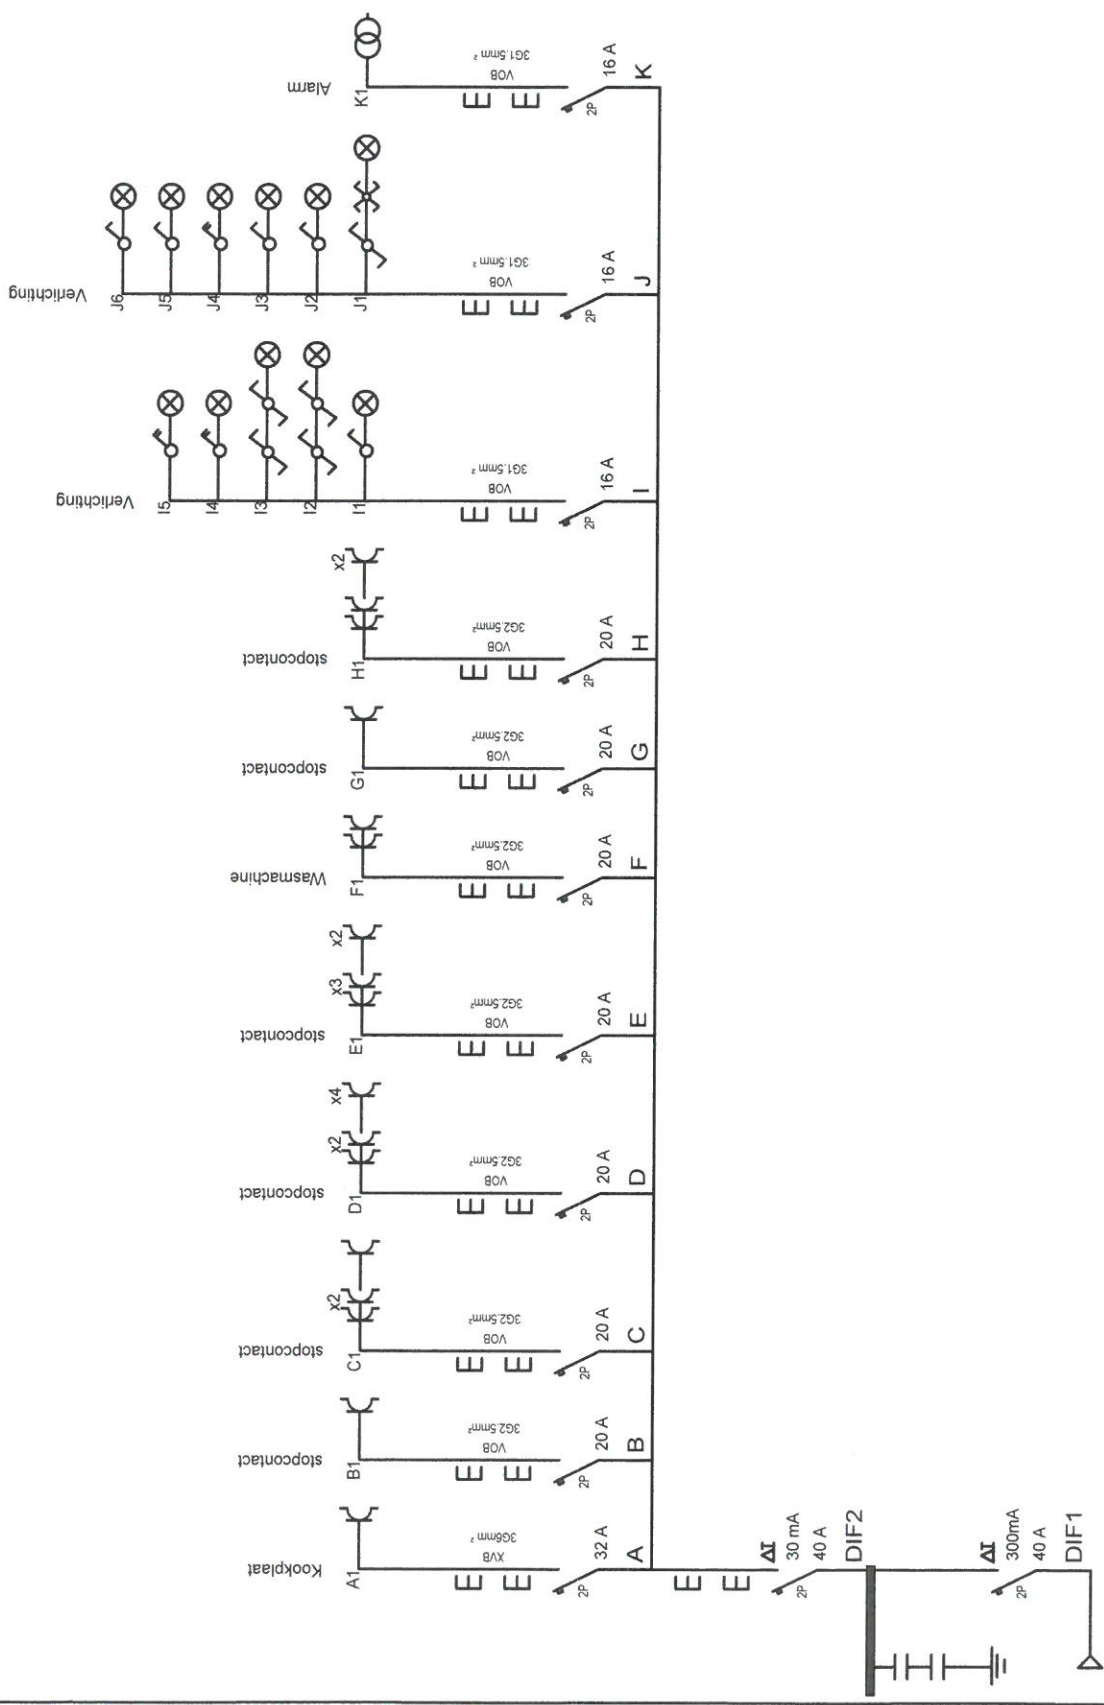 Kookplaat
A1
3G6mm²
XVB
2P
32 A
A
stopcontact
B1
3G2.5mm²
VOB
2P
20 A
B
stopcontact
C1
x2
3G2.5mm²
VOB
2P
20 A
C
stopcontact
D1
x2
x4
3G2.5mm²
VOB
2P
20 A
D
stopcontact
E1
x3
x2
3G2.5mm²
VOB
2P
20 A
E
Wasmachine
F1
3G2.5mm²
VOB
2P
20 A
F
stopcontact
G1
3G2.5mm²
VOB
2P
20 A
G
stopcontact
H1
x2
3G2.5mm²
VOB
2P
20 A
H
Verlichting
I5
I4
I3
I2
I1
3G1.5mm²
VOB
2P
16 A
I
Verlichting
J6
J5
J4
J3
J2
J1
3G1.5mm²
VOB
2P
16 A
J
Alarm
K1
3G1.5mm²
VOB
2P
16 A
K
ΔI
30 mA
2P
40 A
DIF2
ΔI
300mA
2P
40 A
DIF1